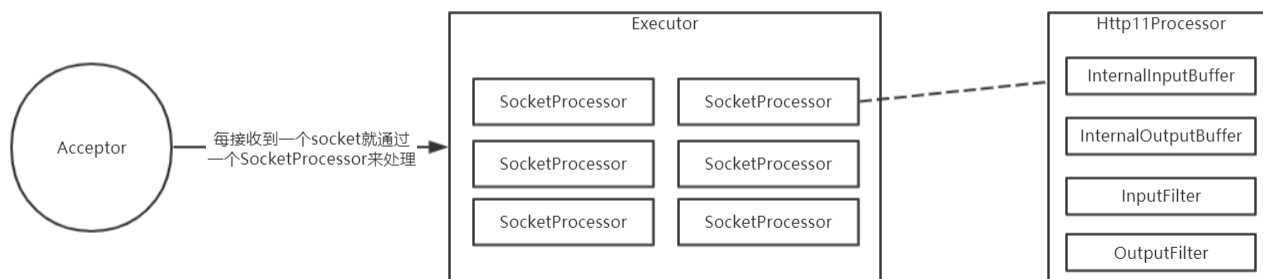 Acceptor
每接收到一个socket就通过
一个SocketProcessor来处理
Executor
SocketProcessor
SocketProcessor
SocketProcessor
SocketProcessor
SocketProcessor
SocketProcessor
Http11Processor
InternalInputBuffer
InternalOutputBuffer
InputFilter
OutputFilter